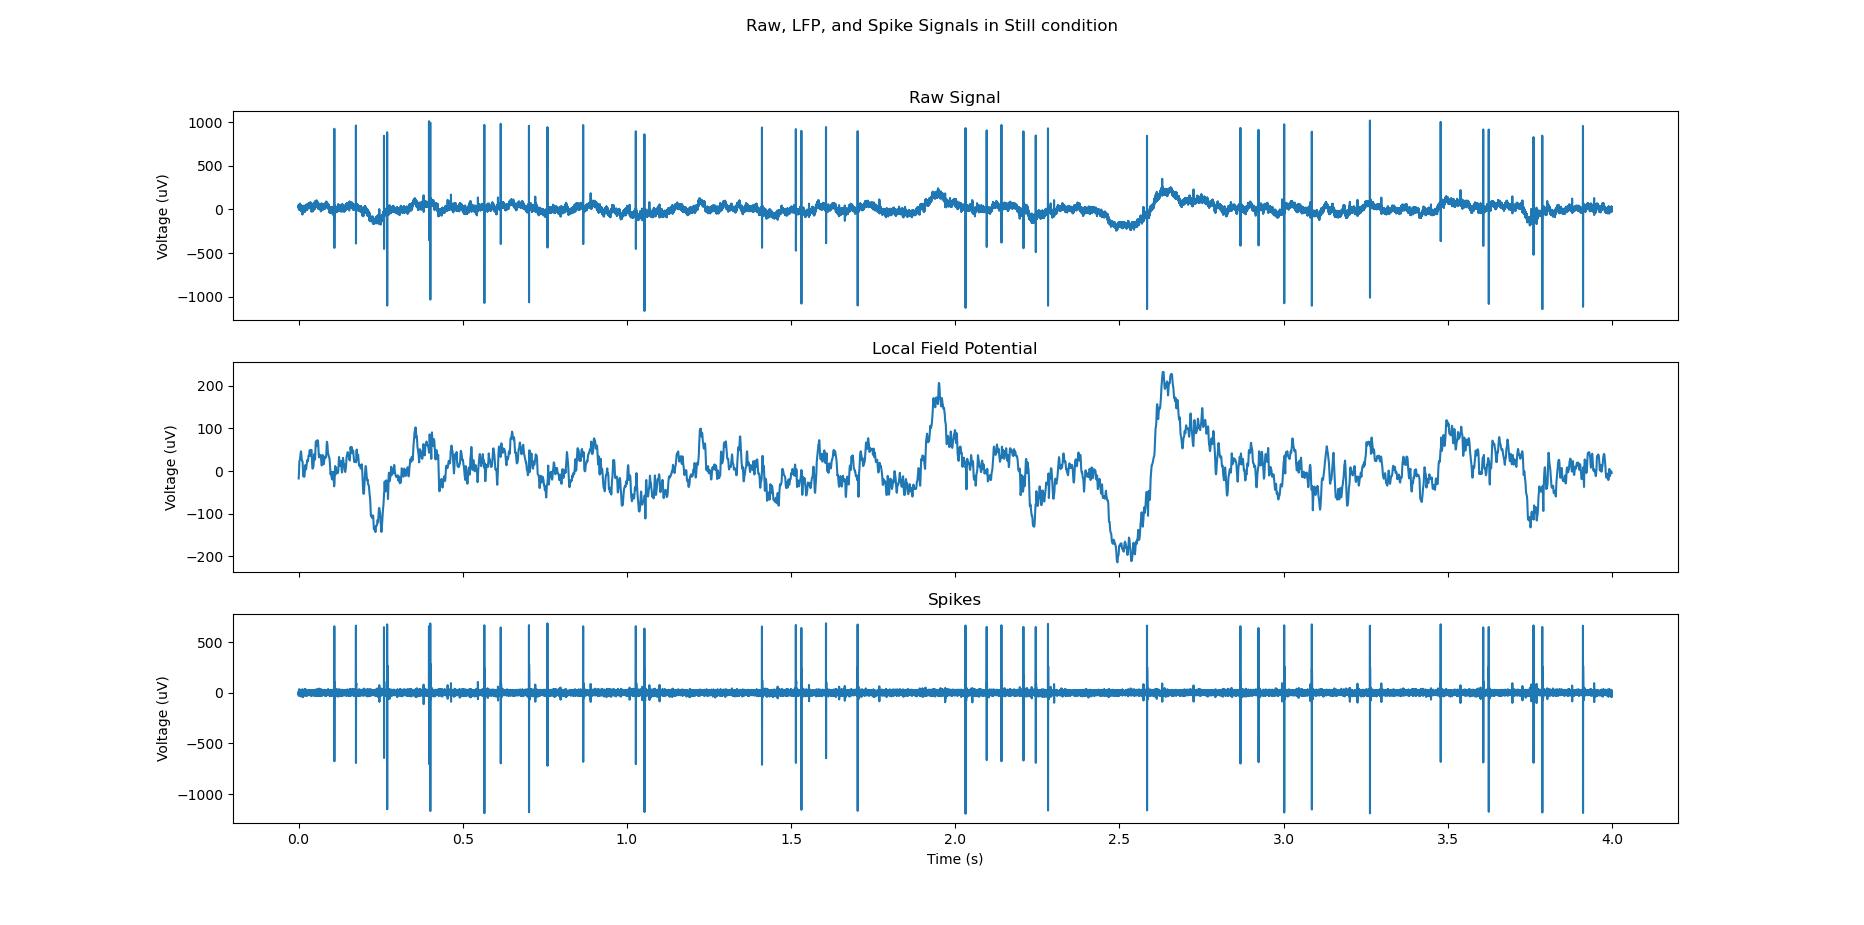 Raw, LFP, and Spike Signals in Still condition
Raw Signal
1000
500
0
−500
−1000
Voltage (uV)
Local Field Potential
200
100
0
−100
−200
Voltage (uV)
Spikes
500
0
−500
−1000
Voltage (uV)
0.0 0.5 1.0 1.5 2.0 2.5 3.0 3.5 4.0
Time (s)